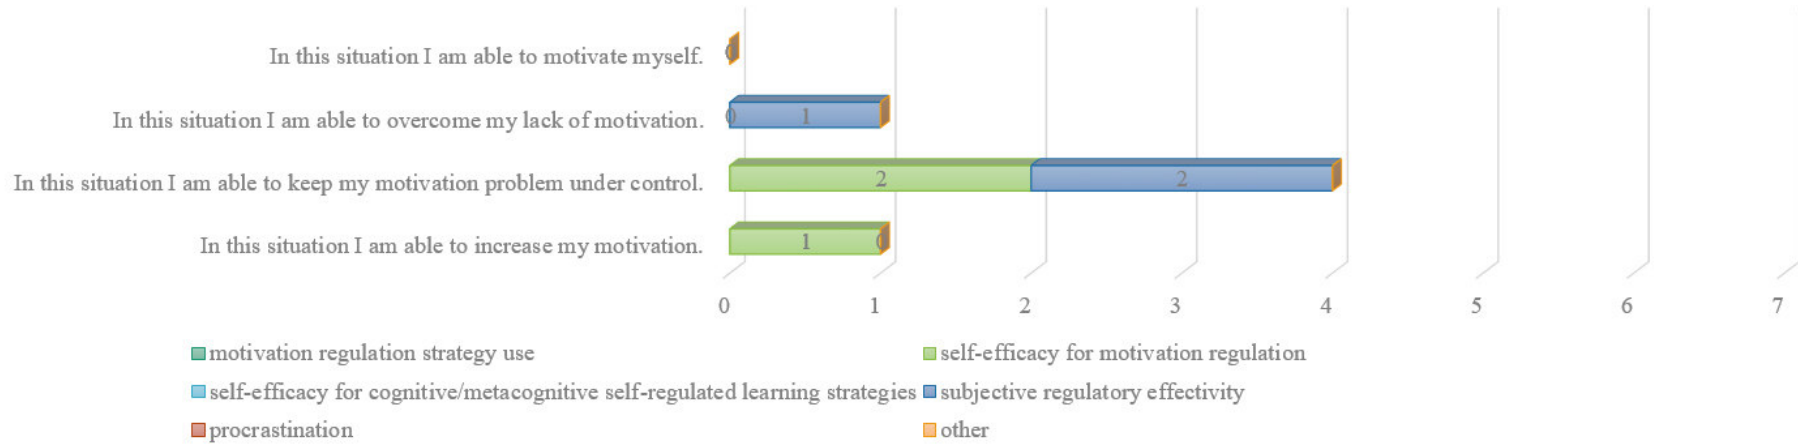 In this situation I am able to motivate myself.
0
In this situation I am able to overcome my lack of motivation.
0 1
In this situation I am able to keep my motivation problem under control.
2 2
In this situation I am able to increase my motivation.
1 0
0 1 2 3 4 5 6 7
motivation regulation strategy use
self-efficacy for motivation regulation
self-efficacy for cognitive/metacognitive self-regulated learning strategies
subjective regulatory effectivity
procrastination
other